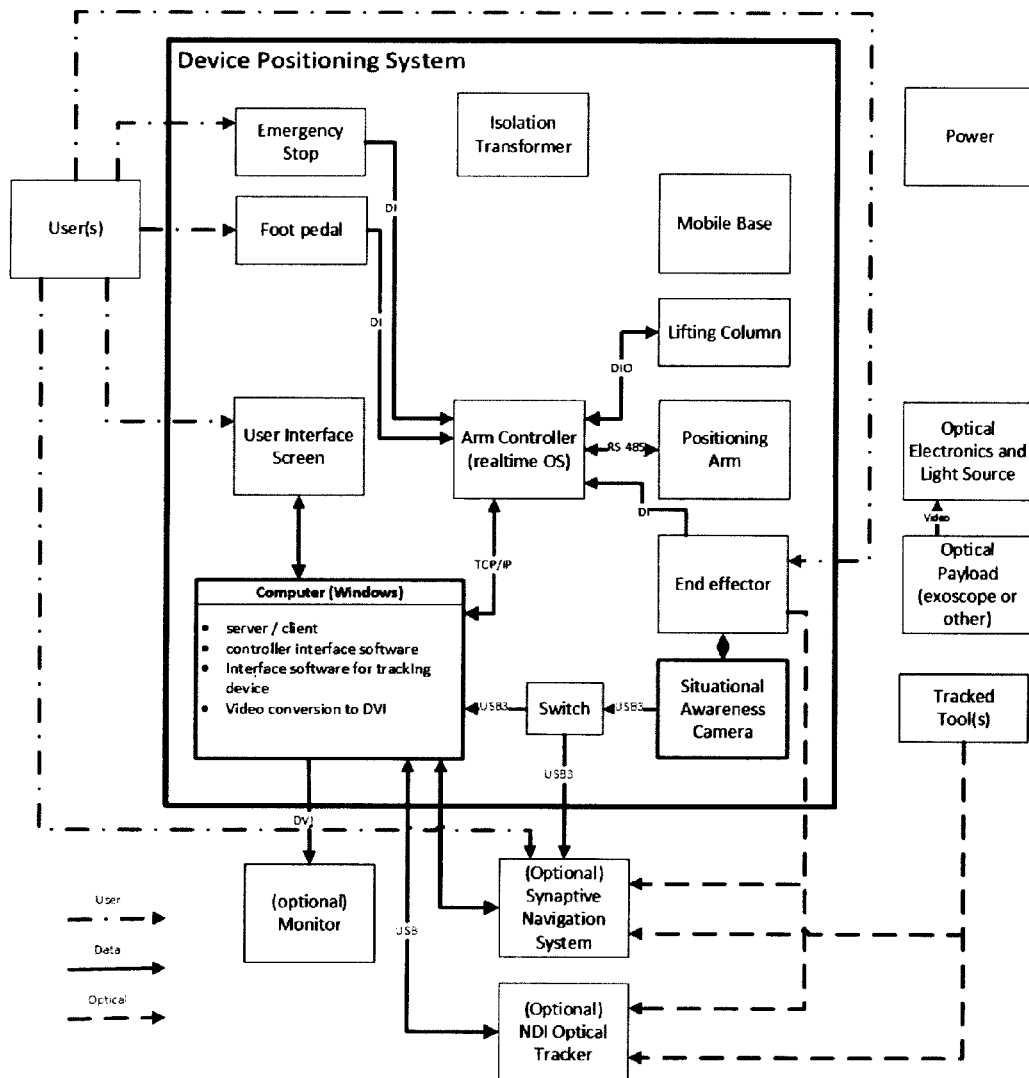 Device Positioning System
Emergency
Stop
Isolation
Transformer
Power
User(s)
Foot pedal
Mobile Base
DI
DI
Lifting Column
DIO
User Interface
Screen
Arm Controller
(realtime OS)
RS 485
Positioning
Arm
Optical
Electronics and
Light Source
Video
DI
TCP/IP
End effector
Optical
Payload
(exoscope or
other)
Computer (Windows)
• server / client
• controller interface software
• Interface software for tracking
device
• Video conversion to DVI
USB3
Switch
USB3
Situational
Awareness
Camera
Tracked
Tool(s)
USB3
DVI
(optional)
Monitor
USB
(Optional)
Synaptive
Navigation
System
(Optional)
NDI Optical
Tracker
User
Data
Optical